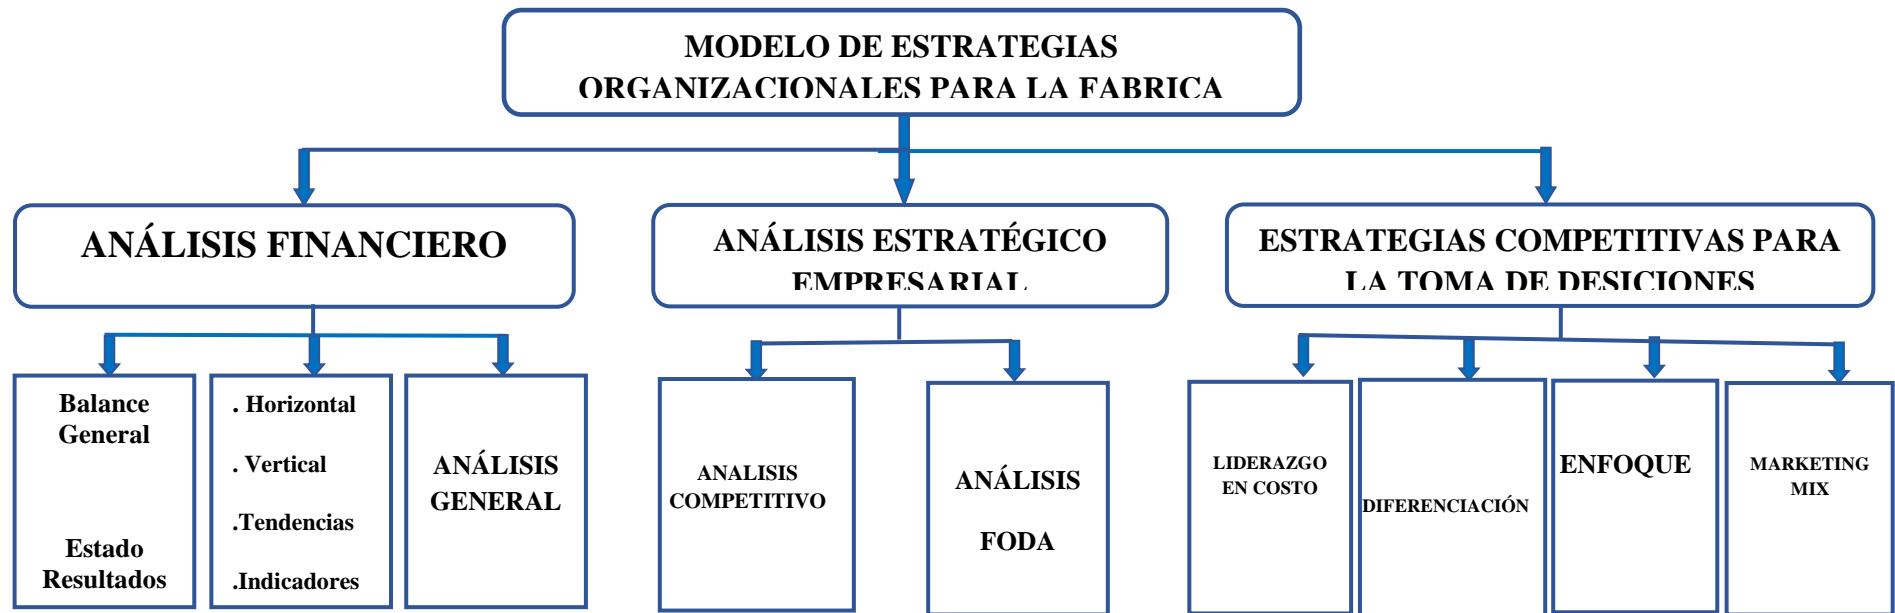 MODELO DE ESTRATEGIAS
ORGANIZACIONALES PARA LA FABRICA
ANÁLISIS FINANCIERO
ANÁLISIS ESTRATÉGICO
EMPRESARIAL
ESTRATEGIAS COMPETITIVAS PARA
LA TOMA DE DESICIONES
Balance
General
Estado
Resultados
. Horizontal
. Vertical
.Tendencias
.Indicadores
ANÁLISIS
GENERAL
ANALISIS
COMPETITIVO
ANÁLISIS
FODA
LIDERAZGO
EN COSTO
DIFERENCIACIÓN
ENFOQUE
MARKETING
MIX